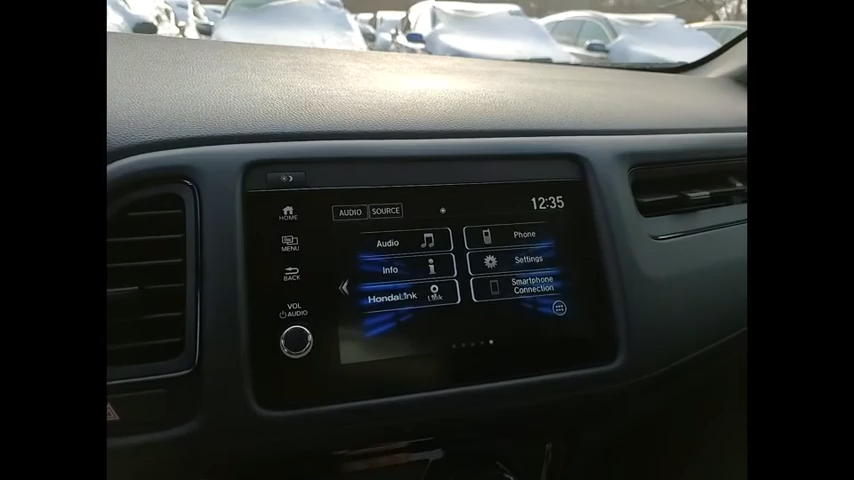 12:35
HOME
AUDIO
SOURCE
MENU
Audio
Phone
Info
Settings
BACK
HondaLink
Link
Smartphone
Connection
VOL
AUDIO